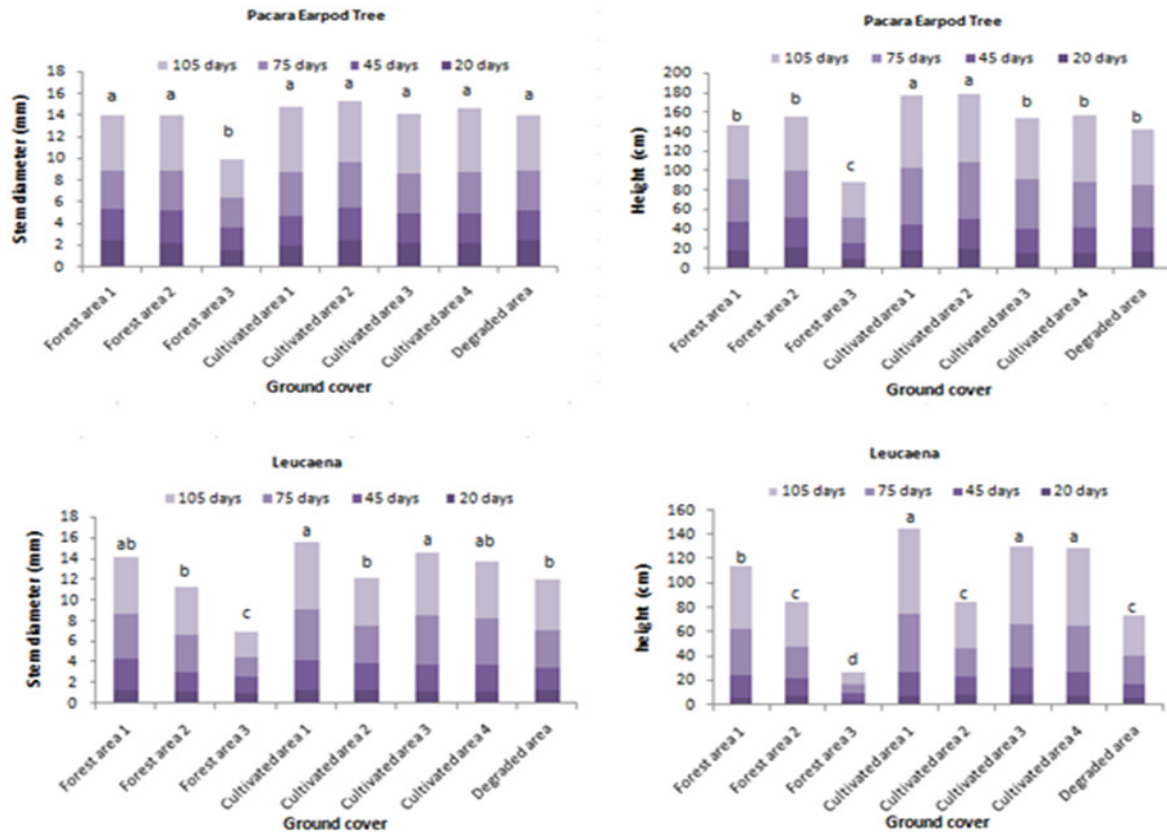 Pacara Earpod Tree
105 days 75 days 45 days 20 days
Stem diameter (mm)
18
16
14
12
10
8
6
4
2
0
a a b a a a a a
Forest area 1
Forest area 2
Forest area 3
Cultivated area 1
Cultivated area 2
Cultivated area 3
Cultivated area 4
Degraded area
Ground cover
Pacara Earpod Tree
105 days 75 days 45 days 20 days
Height (cm)
200
180
160
140
120
100
80
60
40
20
0
b b c a a b b b
Forest area 1
Forest area 2
Forest area 3
Cultivated area 1
Cultivated area 2
Cultivated area 3
Cultivated area 4
Degraded area
Ground cover
Leucaena
105 days 75 days 45 days 20 days
Stem diameter (mm)
18
16
14
12
10
8
6
4
2
0
ab b c a b a ab b
Forest area 1
Forest area 2
Forest area 3
Cultivated area 1
Cultivated area 2
Cultivated area 3
Cultivated area 4
Degraded area
Ground cover
Leucaena
105 days 75 days 45 days 20 days
height (cm)
160
140
120
100
80
60
40
20
0
b c d a c a a c
Forest area 1
Forest area 2
Forest area 3
Cultivated area 1
Cultivated area 2
Cultivated area 3
Cultivated area 4
Degraded area
Ground cover